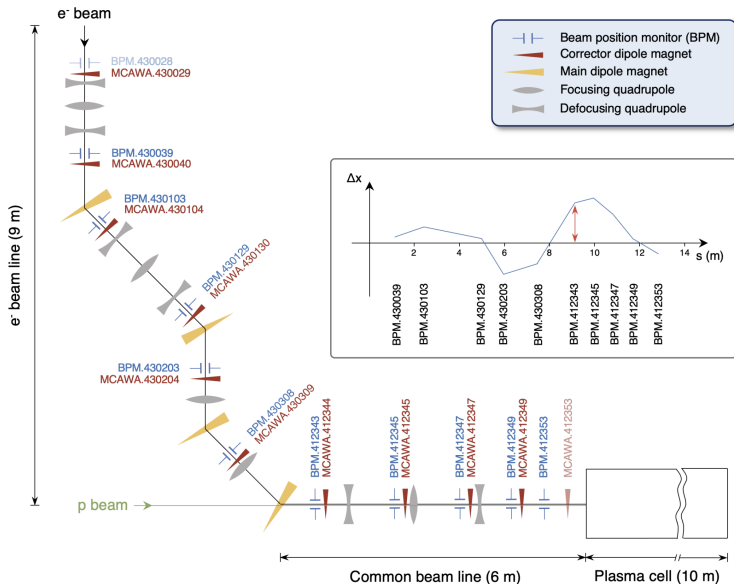 e- beam
e- beam line (9 m)
BPM.430028
MCAWA.430029
BPM.430039
MCAWA.430040
BPM.430103
MCAWA.430104
BPM.430129
MCAWA.430130
BPM.430203
MCAWA.430204
BPM.430308
MCAWA.430309
p beam
BPM.412343
MCAWA.412344
BPM.412345
MCAWA.412345
BPM.412347
MCAWA.412347
BPM.412349
MCAWA.412349
BPM.412353
MCAWA.412353
Common beam line (6 m)
Plasma cell (10 m)
Beam position monitor (BPM)
Corrector dipole magnet
Main dipole magnet
Focusing quadrupole
Defocusing quadrupole
Δx
2 4 6 8 10 12 14
s (m)
BPM.430039
BPM.430103
BPM.430129
BPM.430203
BPM.430308
BPM.412343
BPM.412345
BPM.412347
BPM.412349
BPM.412353